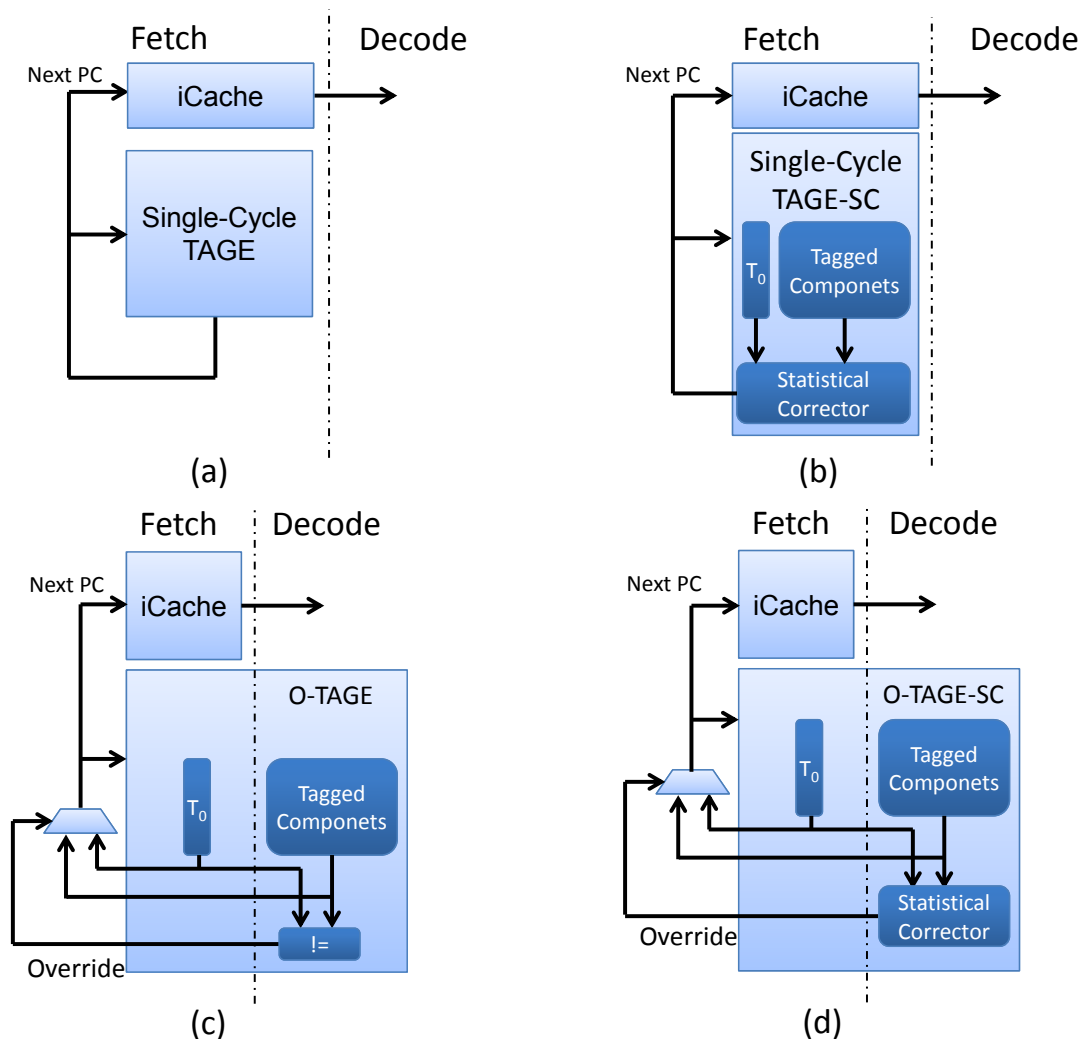 Fetch
Decode
Next PC
iCache
Single-Cycle
TAGE
(a)
Fetch
Decode
Next PC
iCache
Single-Cycle
TAGE-SC
T0
Tagged
Componets
Statistical
Corrector
(b)
Fetch
Decode
Next PC
iCache
O-TAGE
T0
Tagged
Componets
!=
Override
(c)
Fetch
Decode
Next PC
iCache
O-TAGE-SC
T0
Tagged
Componets
Statistical
Corrector
Override
(d)